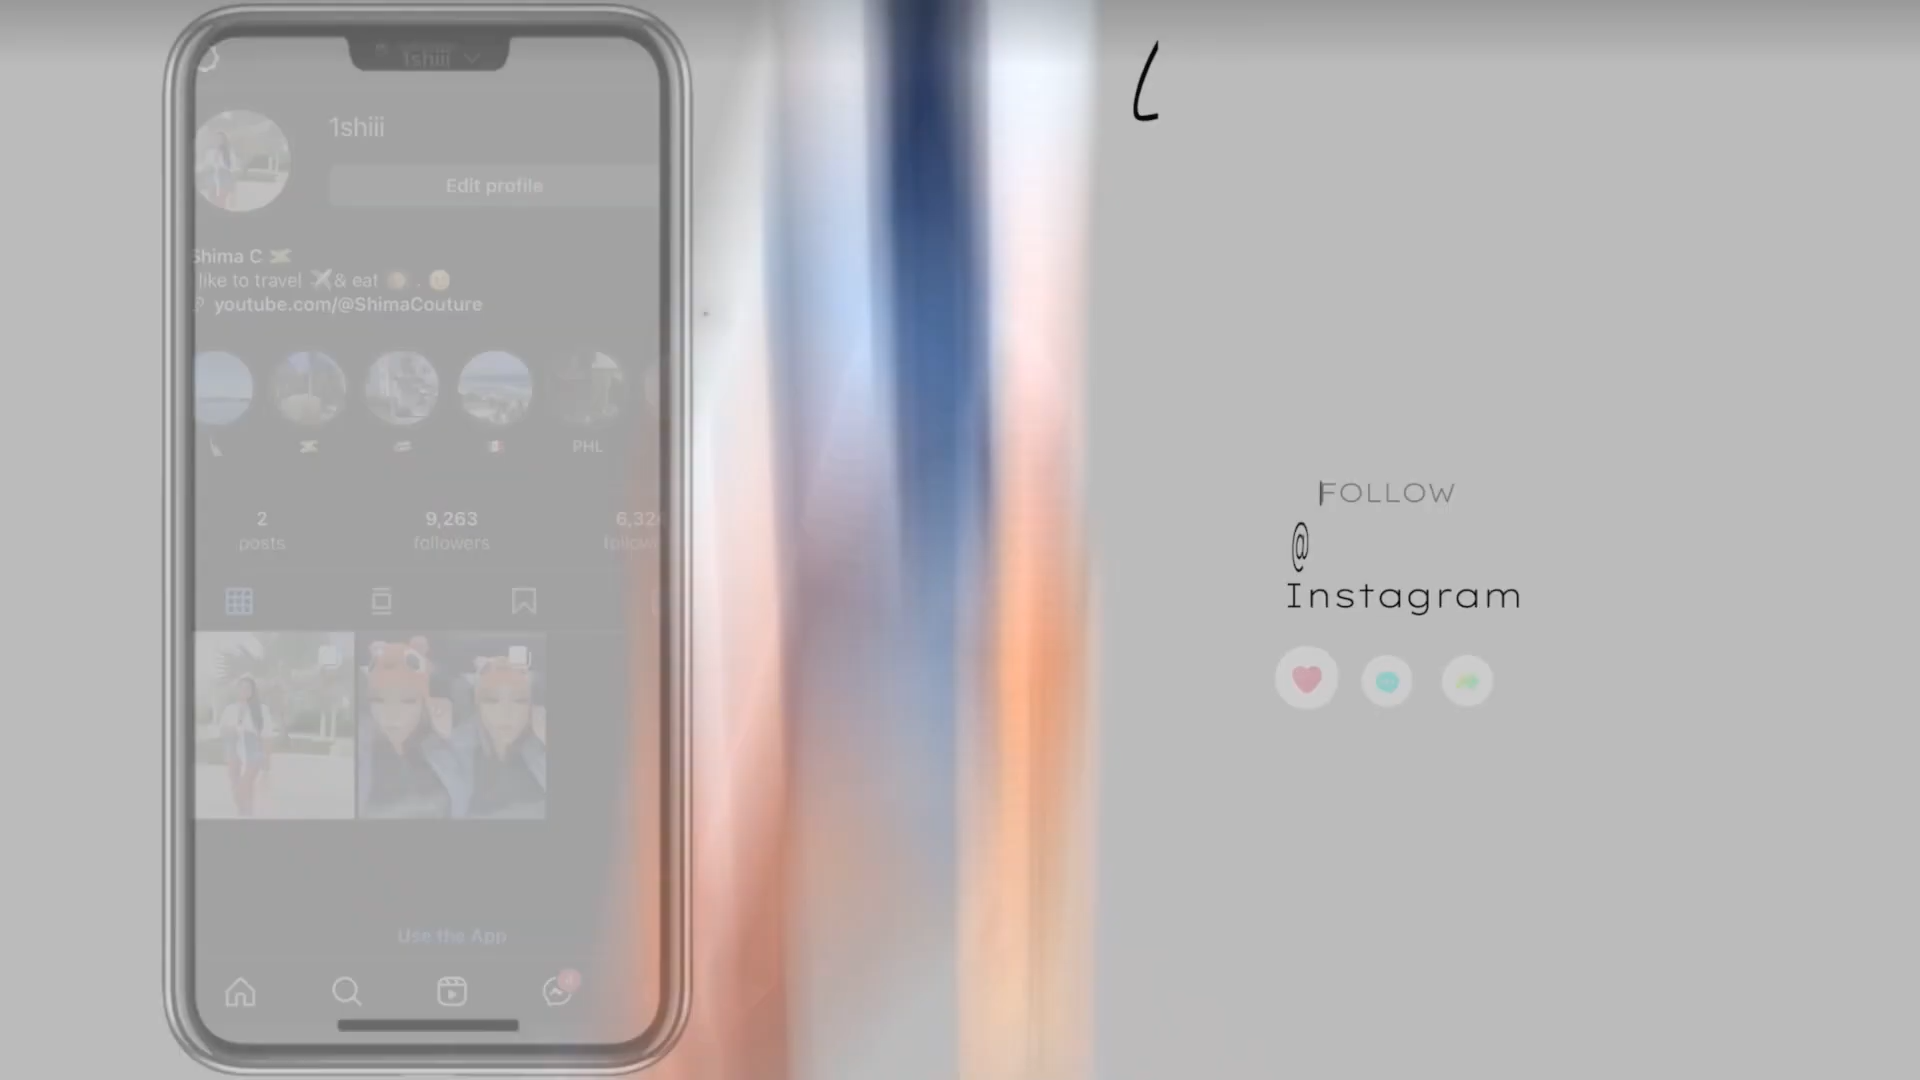 1shiii
1shiii
Edit profile
Shima C
like to travel & eat .
youtube.com/@ShimaCouture
PHL
2
posts
9,263
followers
Use the App
FOLLOW
@
Instagram